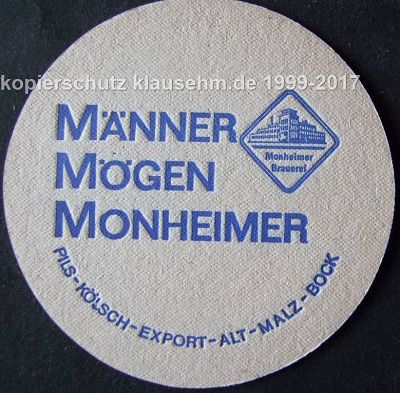 kopierschutz klausehm.de 1999-2017
MÄNNER
MÖGEN
MONHEIMER
Monheimer
Brauerei
PILS-KÖLSCH-EXPORT-ALT-MALZ-BOCK